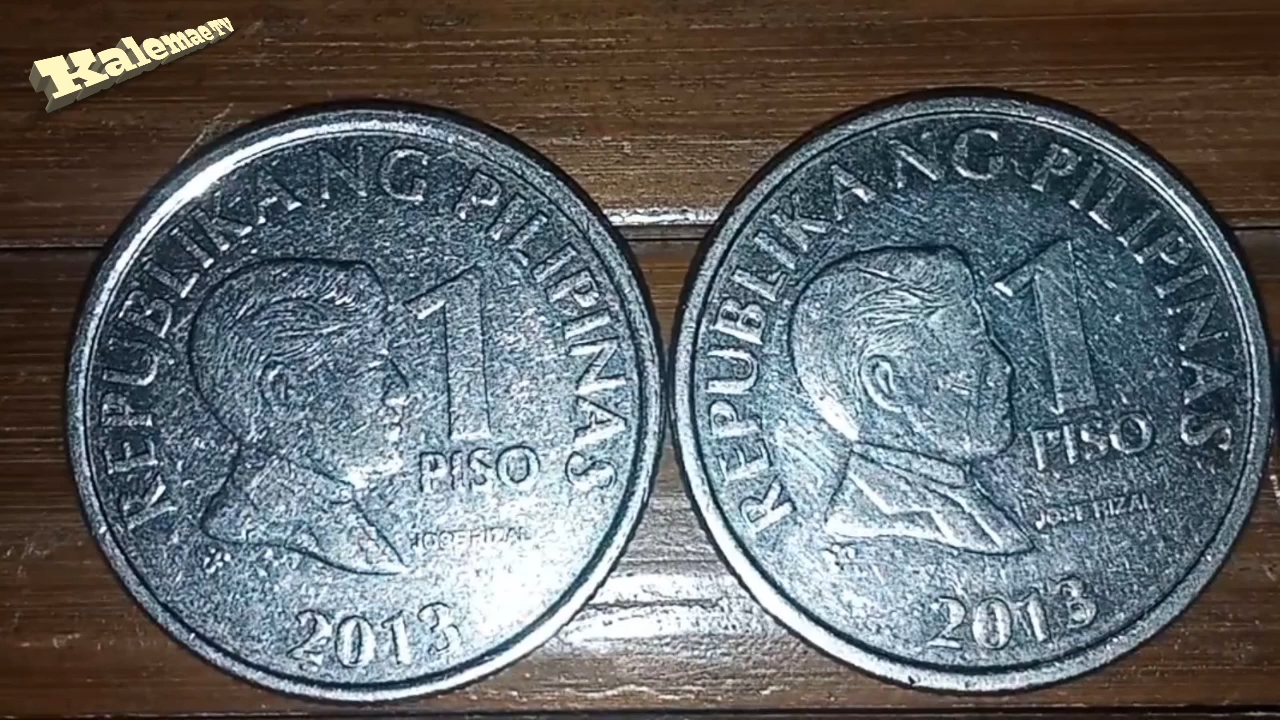 KalemaeTV
REPUBLIKANG PILIPINAS
1
PISO
JOSE RIZAL
2013
REPUBLIKANG PILIPINAS
1
PISO
JOSE RIZAL
2013